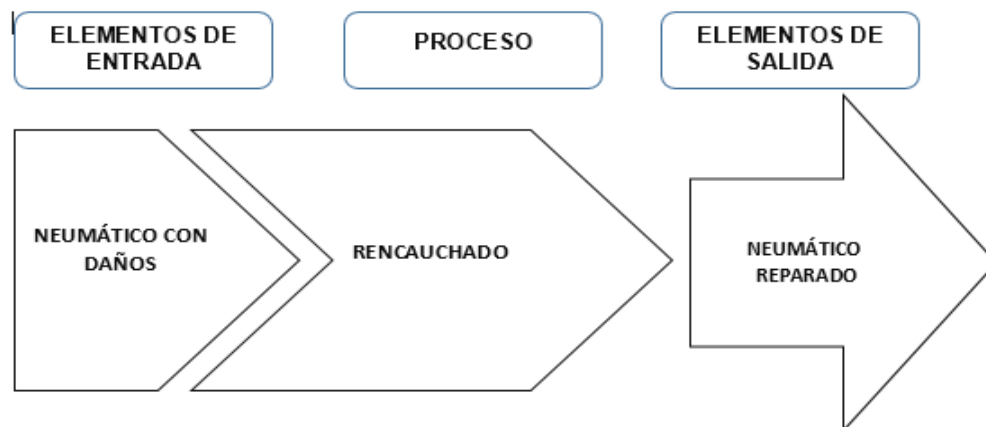 ELEMENTOS DE
ENTRADA
PROCESO
ELEMENTOS DE
SALIDA
NEUMÁTICO CON
DAÑOS
RENCAUCHADO
NEUMÁTICO
REPARADO